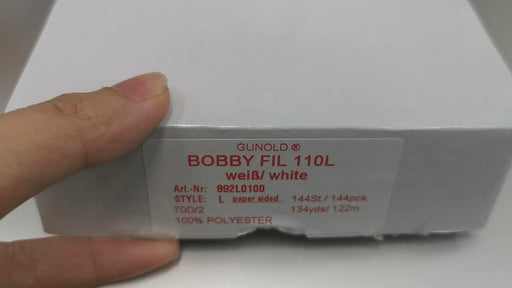 GUNOLD ®
BOBBY FIL 110L
weiß/ white
Art.-Nr: 892L0100
STYLE: L paper sided 144St./ 144pcs.
70D/2 134yds/ 122m
100% POLYESTER